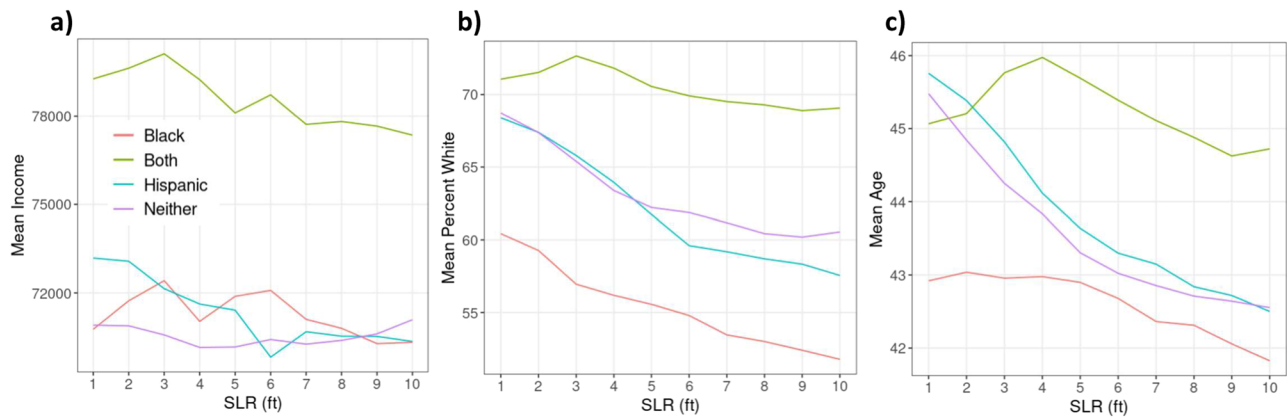 a)
Mean Income
78000
75000
72000
Black
Both
Hispanic
Neither
1 2 3 4 5 6 7 8 9 10
SLR (ft)
b)
Mean Percent White
70
65
60
55
1 2 3 4 5 6 7 8 9 10
SLR (ft)
c)
Mean Age
46
45
44
43
42
1 2 3 4 5 6 7 8 9 10
SLR (ft)